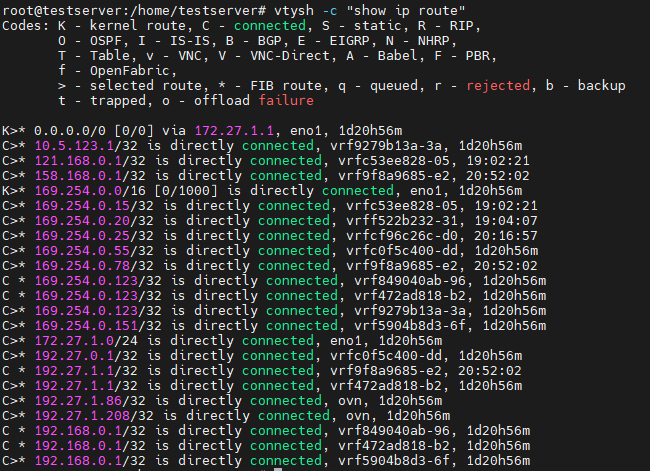 root@testserver:/home/testserver# vtysh -c "show ip route"
Codes: K - kernel route, C - connected, S - static, R - RIP,
O - OSPF, I - IS-IS, B - BGP, E - EIGRP, N - NHRP,
T - Table, v - VNC, V - VNC-Direct, A - Babel, F - PBR,
f - OpenFabric,
> - selected route, * - FIB route, q - queued, r - rejected, b - backup
t - trapped, o - offload failure
K>* 0.0.0.0/0 [0/0] via 172.27.1.1, eno1, 1d20h56m
C>* 10.5.123.1/32 is directly connected, vrf9279b13a-3a, 1d20h56m
C>* 121.168.0.1/32 is directly connected, vrfc53ee828-05, 19:02:21
C>* 158.168.0.1/32 is directly connected, vrf9f8a9685-e2, 20:52:02
K>* 169.254.0.0/16 [0/1000] is directly connected, eno1, 1d20h56m
C>* 169.254.0.15/32 is directly connected, vrfc53ee828-05, 19:02:21
C>* 169.254.0.20/32 is directly connected, vrff522b232-31, 19:04:07
C>* 169.254.0.25/32 is directly connected, vrfcf96c26c-d0, 20:16:57
C>* 169.254.0.55/32 is directly connected, vrfc0f5c400-dd, 1d20h56m
C>* 169.254.0.78/32 is directly connected, vrf9f8a9685-e2, 20:52:02
C * 169.254.0.123/32 is directly connected, vrf849040ab-96, 1d20h56m
C * 169.254.0.123/32 is directly connected, vrf472ad818-b2, 1d20h56m
C>* 169.254.0.123/32 is directly connected, vrf9279b13a-3a, 1d20h56m
C>* 169.254.0.151/32 is directly connected, vrf5904b8d3-6f, 1d20h56m
C>* 172.27.1.0/24 is directly connected, eno1, 1d20h56m
C>* 192.27.0.1/32 is directly connected, vrfc0f5c400-dd, 1d20h56m
C * 192.27.1.1/32 is directly connected, vrf9f8a9685-e2, 20:52:02
C>* 192.27.1.1/32 is directly connected, vrf472ad818-b2, 1d20h56m
C>* 192.27.1.86/32 is directly connected, ovn, 1d20h56m
C>* 192.27.1.208/32 is directly connected, ovn, 1d20h56m
C * 192.168.0.1/32 is directly connected, vrf849040ab-96, 1d20h56m
C * 192.168.0.1/32 is directly connected, vrf472ad818-b2, 1d20h56m
C>* 192.168.0.1/32 is directly connected, vrf5904b8d3-6f, 1d20h56m